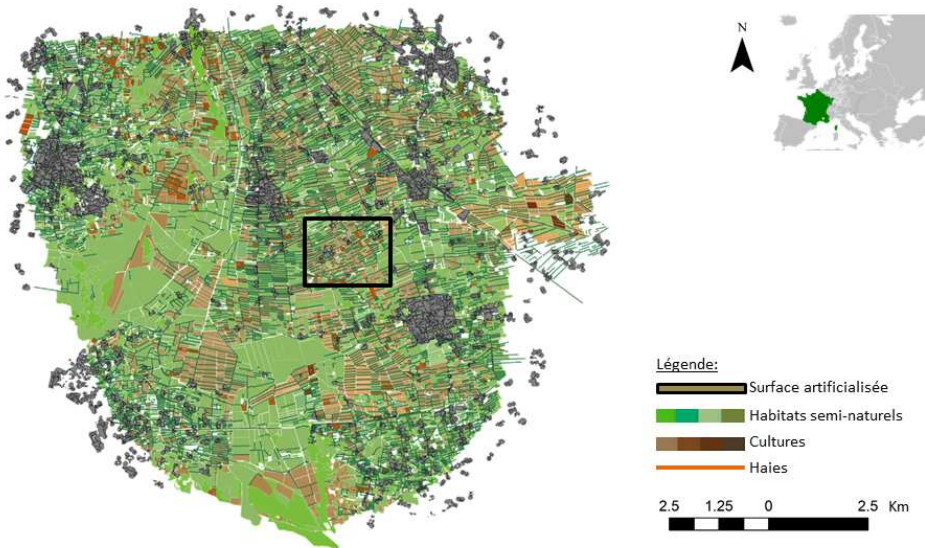 N
Légende:
Surface artificialisée
Habitats semi-naturels
Cultures
Haies
2.5 1.25 0 2.5 Km